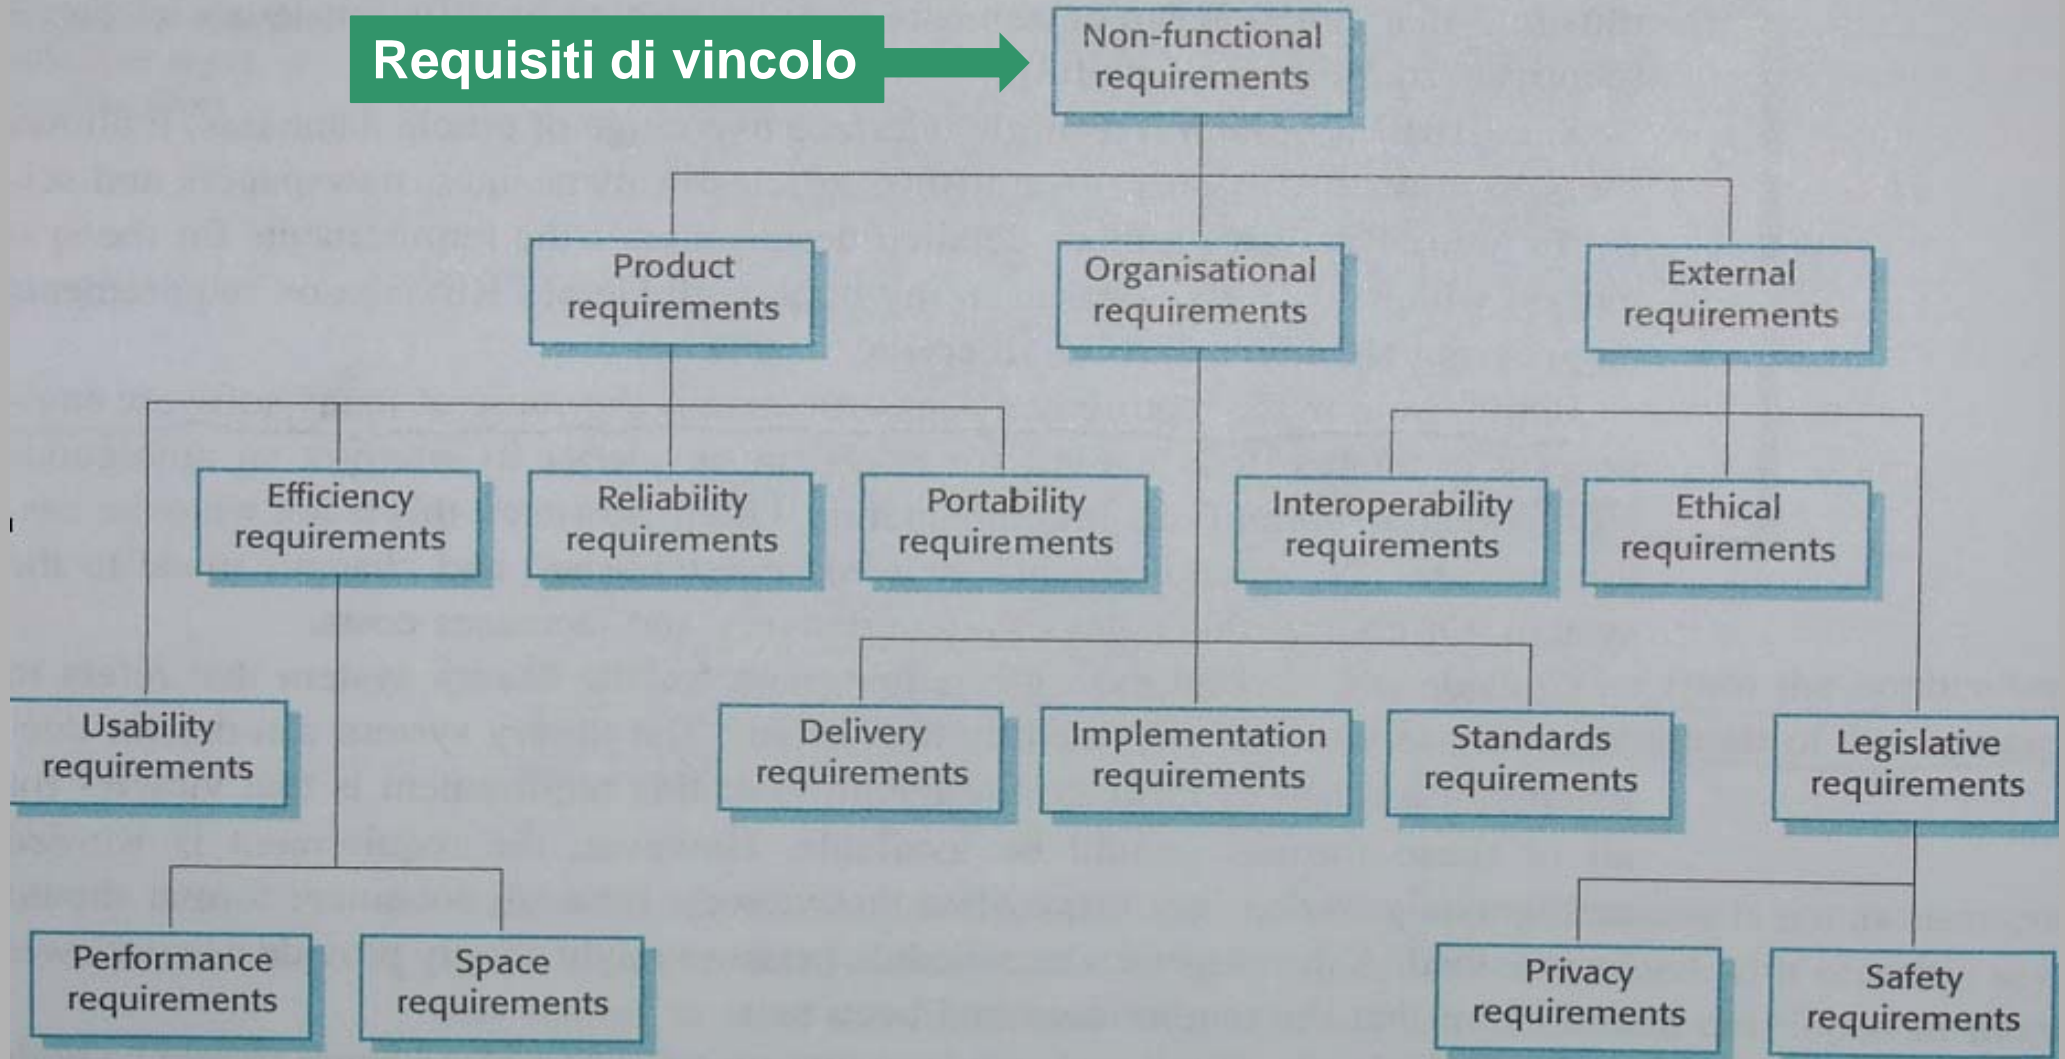 Requisiti di vincolo
Non-functional
requirements
Product
requirements
Organisational
requirements
External
requirements
Efficiency
requirements
Reliability
requirements
Portability
requirements
Interoperability
requirements
Ethical
requirements
Usability
requirements
Delivery
requirements
Implementation
requirements
Standards
requirements
Legislative
requirements
Performance
requirements
Space
requirements
Privacy
requirements
Safety
requirements